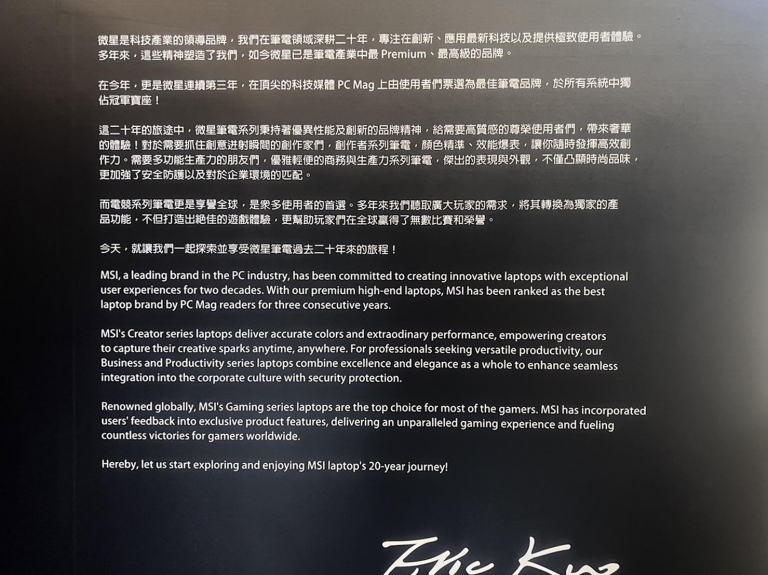 微星是科技產業的領導品牌，我們在筆電領域深耕二十年，專注在創新、應用最新科技以及提供極致使用者體驗。
多年來，這些精神塑造了我們，如今微星已是筆電產業中最 Premium、最高級的品牌。
在今年，更是微星連續第三年，在頂尖的科技媒體 PC Mag 上由使用者們票選為最佳筆電品牌，於所有系統中獨
佔冠軍寶座！
這二十年的旅途中，微星筆電系列秉持著優異性能及創新的品牌精神，給需要高質感的尊榮使用者們，帶來奢華
的體驗！對於需要抓住創意迸射瞬間的創作家們，創作者系列筆電，顏色精準、效能爆表，讓你隨時發揮高效創
作力。需要多功能生產力的朋友們，優雅輕便的商務與生產力系列筆電，傑出的表現與外觀，不僅凸顯時尚品味，
更加強了安全防護以及對於企業環境的匹配。
而電競系列筆電更是享譽全球，是眾多使用者的首選。多年來我們聽取廣大玩家的需求，將其轉換為獨家的產
品功能，不但打造出絕佳的遊戲體驗，更幫助玩家們在全球贏得了無數比賽和榮譽。
今天，就讓我們一起探索並享受微星筆電過去二十年來的旅程！
MSI, a leading brand in the PC industry, has been committed to creating innovative laptops with exceptional
user experiences for two decades. With our premium high-end laptops, MSI has been ranked as the best
laptop brand by PC Mag readers for three consecutive years.
MSI's Creator series laptops deliver accurate colors and extraodinary performance, empowering creators
to capture their creative sparks anytime, anywhere. For professionals seeking versatile productivity, our
Business and Productivity series laptops combine excellence and elegance as a whole to enhance seamless
integration into the corporate culture with security protection.
Renowned globally, MSI's Gaming series laptops are the top choice for most of the gamers. MSI has incorporated
users' feedback into exclusive product features, delivering an unparalleled gaming experience and fueling
countless victories for gamers worldwide.
Hereby, let us start exploring and enjoying MSI laptop's 20-year journey!
Eric Kuo